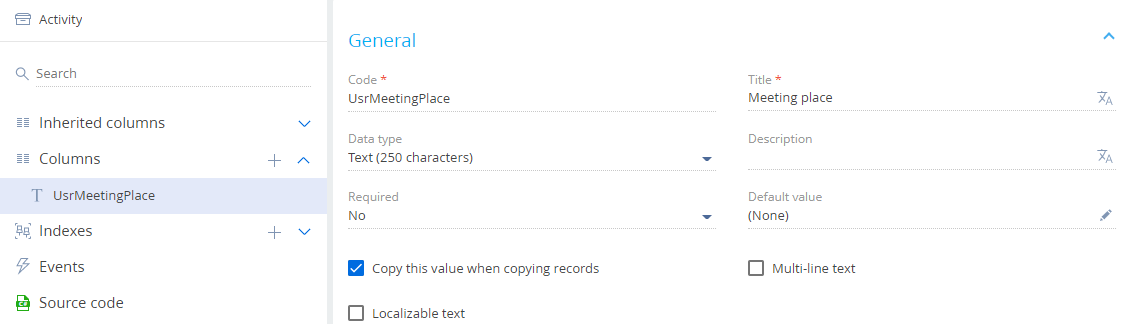 Activity
Search
Inherited columns
Columns
UsrMeetingPlace
Indexes
Events
C#
Source code
General
Code *
UsrMeetingPlace
Title *
Meeting place
Data type
Text (250 characters)
Description
Required
No
Default value
(None)
Copy this value when copying records
Multi-line text
Localizable text